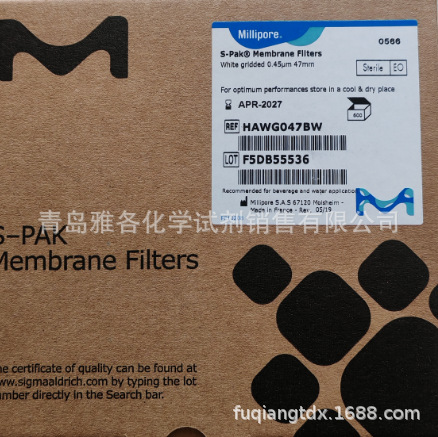 Millipore.
0566
S-Pak® Membrane Filters
White gridded 0.45µm 47mm
Sterile EO
For optimum performances store in a cool & dry place
APR-2027
600
REF HAWG047BW
LOT F5DB55536
Recommended for beverage and water application
Millipore S.A.S 67120 Molsheim -
Made in France - Rev. 05/19
青岛雅各化学试剂销售有限公司
S-PAK
Membrane Filters
he certificate of quality can be found at
www.sigmaaldrich.com by typing the lot
number directly in the Search bar.
fuqiangtdx.1688.com